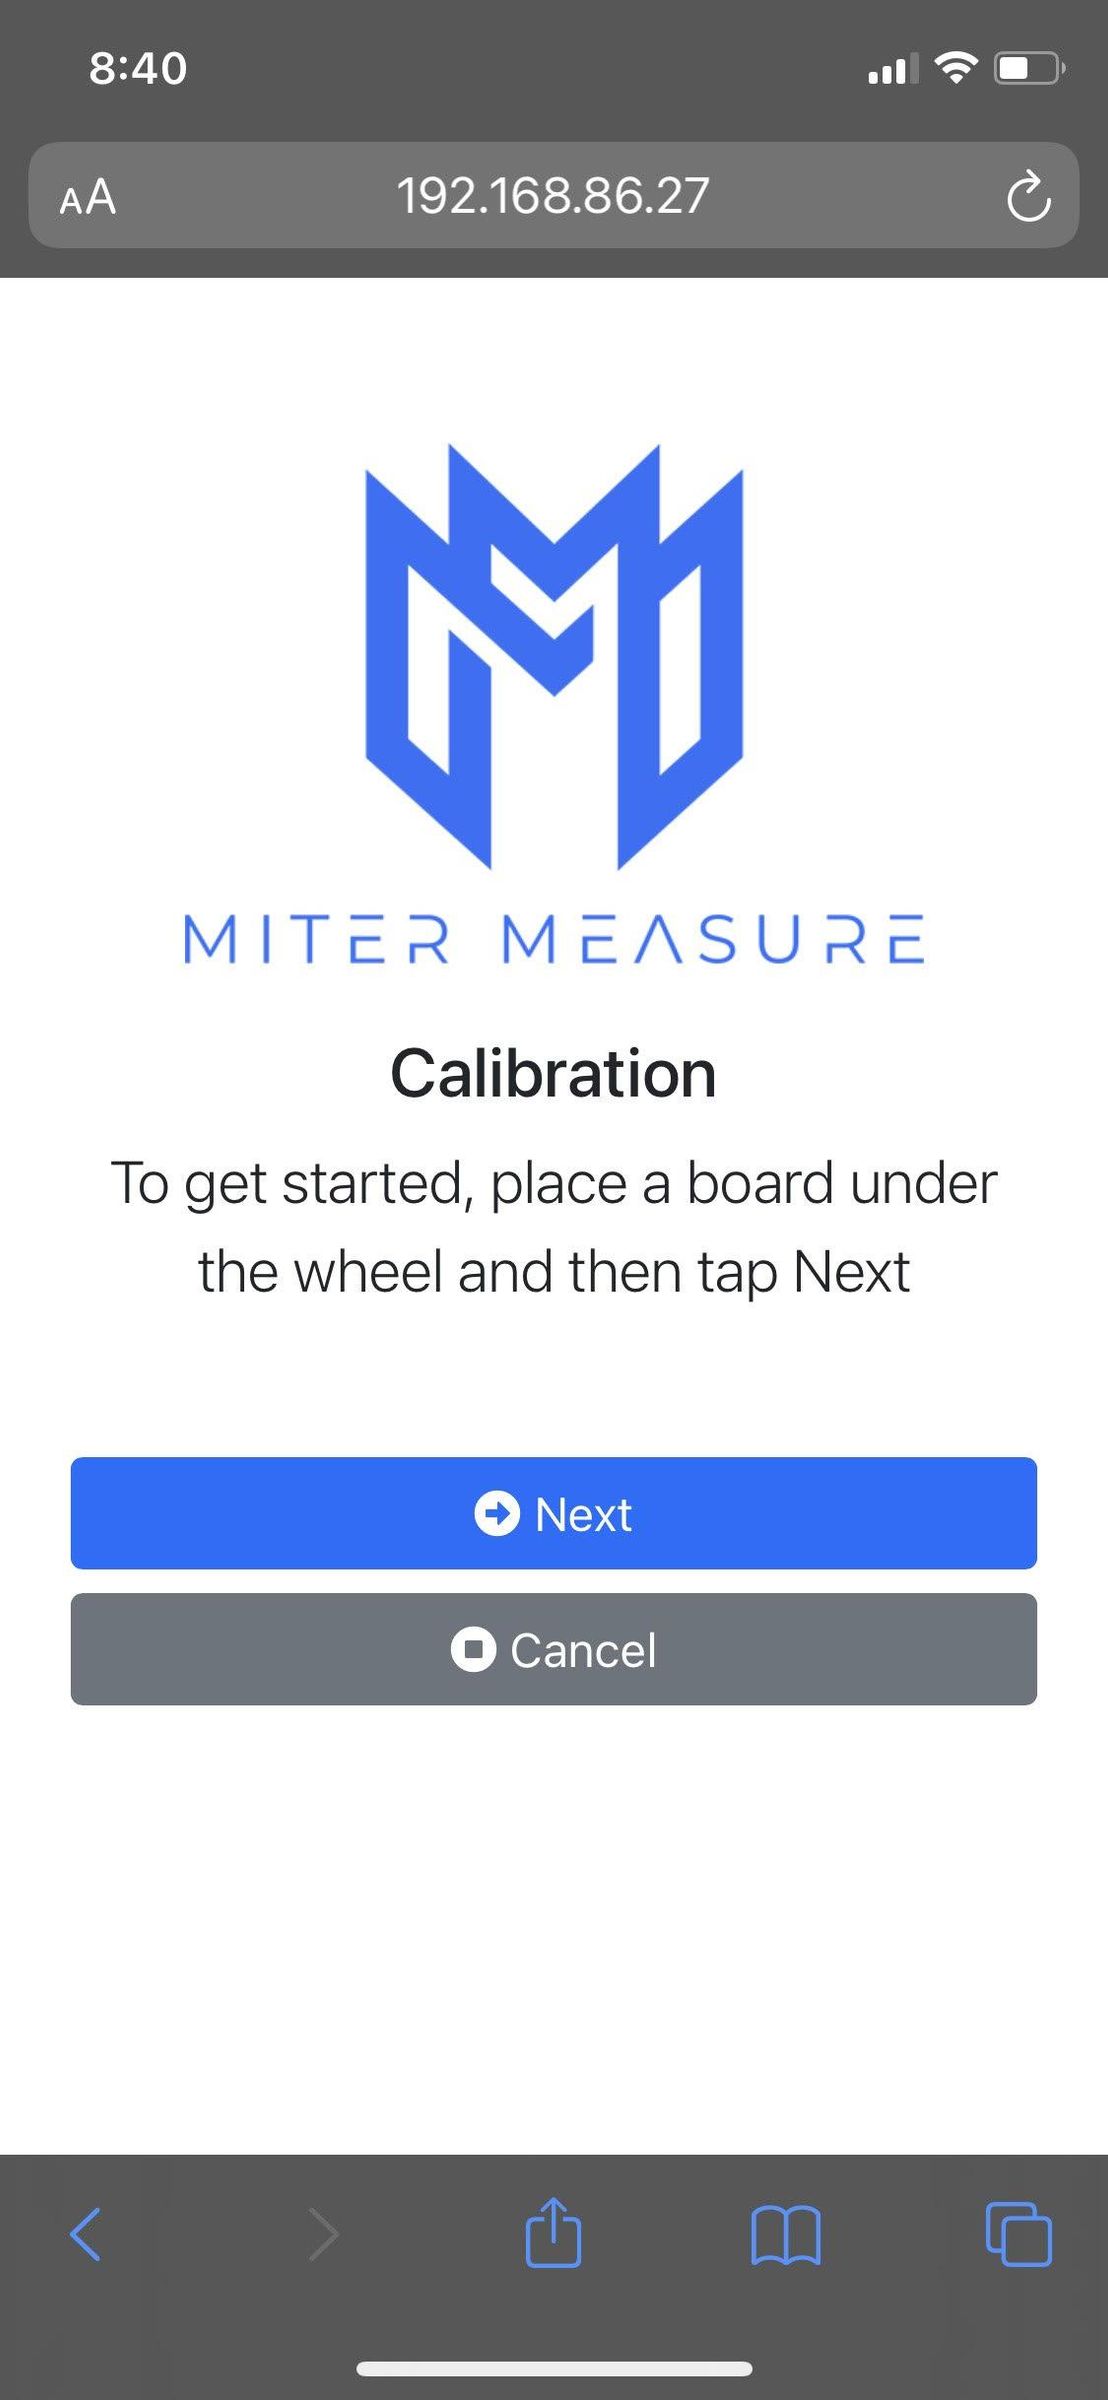 8:40
AA 192.168.86.27
MITER MEASURE
Calibration
To get started, place a board under
the wheel and then tap Next
Next
Cancel